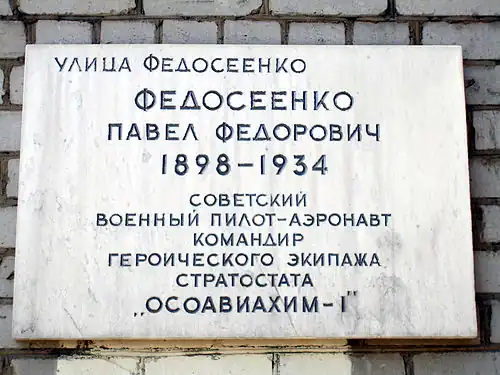 УЛИЦА ФЕДОСЕЕНКО
ФЕДОСЕЕНКО
ПАВЕЛ ФЕДОРОВИЧ
1898-1934
СОВЕТСКИЙ
ВОЕННЫЙ ПИЛОТ-АЭРОНАВТ
КОМАНДИР
ГЕРОИЧЕСКОГО ЭКИПАЖА
СТРАТОСТАТА
„ОСОАВИАХИМ-I"